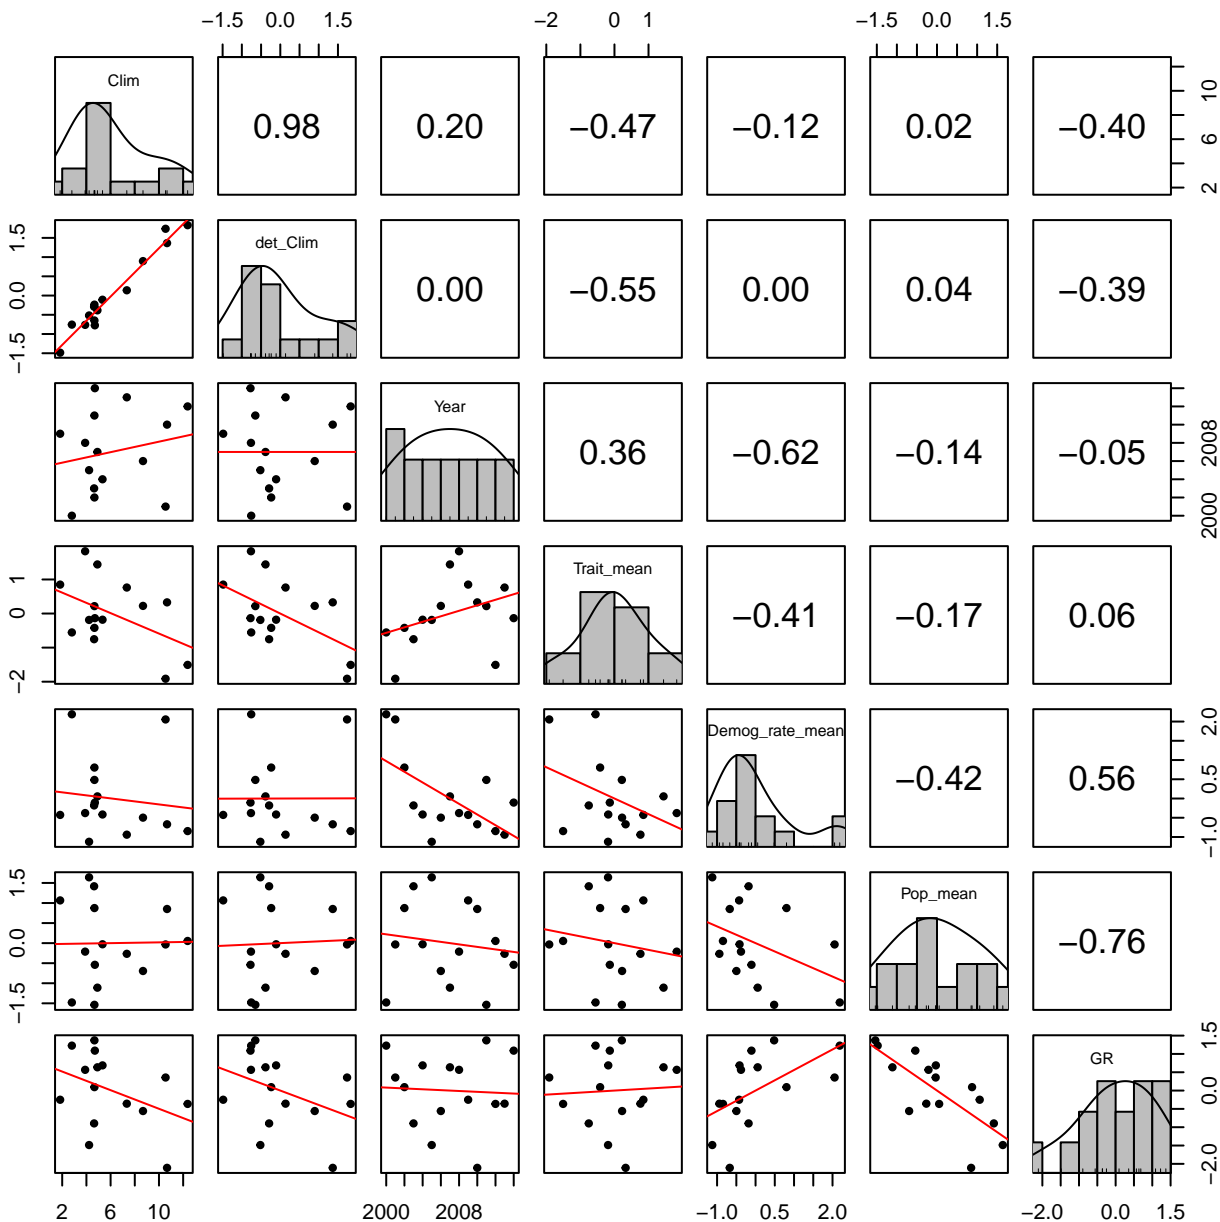 −1.5 0.0 1.5 −2 0 1 −1.5 0.0 1.5
Clim 0.98 0.20 −0.47 −0.12 0.02 −0.40 2 6 10
−1.5 0.0 1.5 det_Clim 0.00 −0.55 0.00 0.04 −0.39
Year 0.36 −0.62 −0.14 −0.05 2000 2008
−2 0 1 Trait_mean −0.41 −0.17 0.06
Demog_rate_mean −0.42 0.56 −1.0 0.5 2.0
−1.5 0.0 1.5 Pop_mean −0.76
GR −2.0 0.0 1.5
2 6 10 2000 2008 −1.0 0.5 2.0 −2.0 0.0 1.5